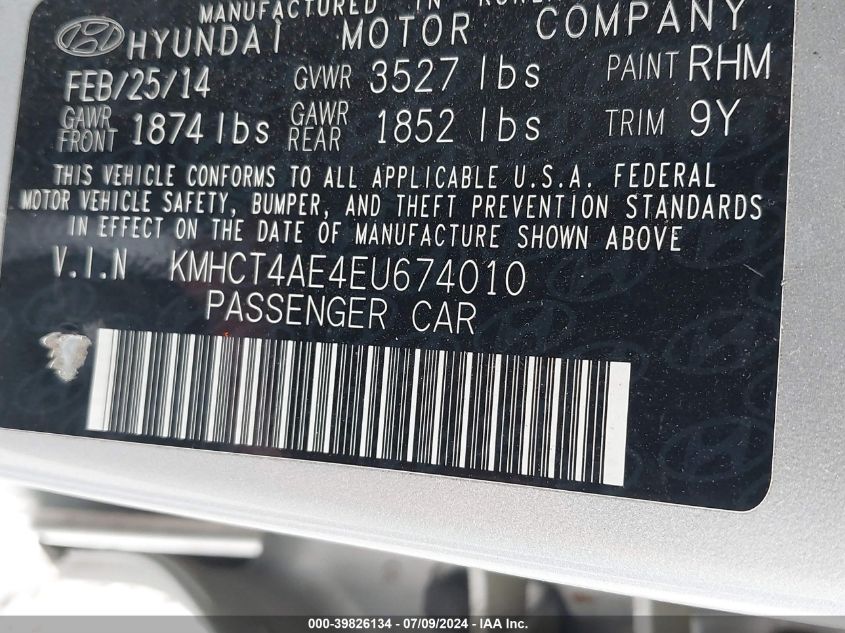 MANUFACTURED IN
HYUNDAI MOTOR COMPANY
FEB/25/14 GVWR 3527 lbs PAINT RHM
GAWR FRONT 1874 lbs GAWR REAR 1852 lbs TRIM 9Y
THIS VEHICLE CONFORMS TO ALL APPLICABLE U.S.A. FEDERAL
MOTOR VEHICLE SAFETY, BUMPER, AND THEFT PREVENTION STANDARDS
IN EFFECT ON THE DATE OF MANUFACTURE SHOWN ABOVE
V.I.N KMHCT4AE4EU674010
PASSENGER CAR
000-39826134 - 07/09/2024 - IAA Inc.